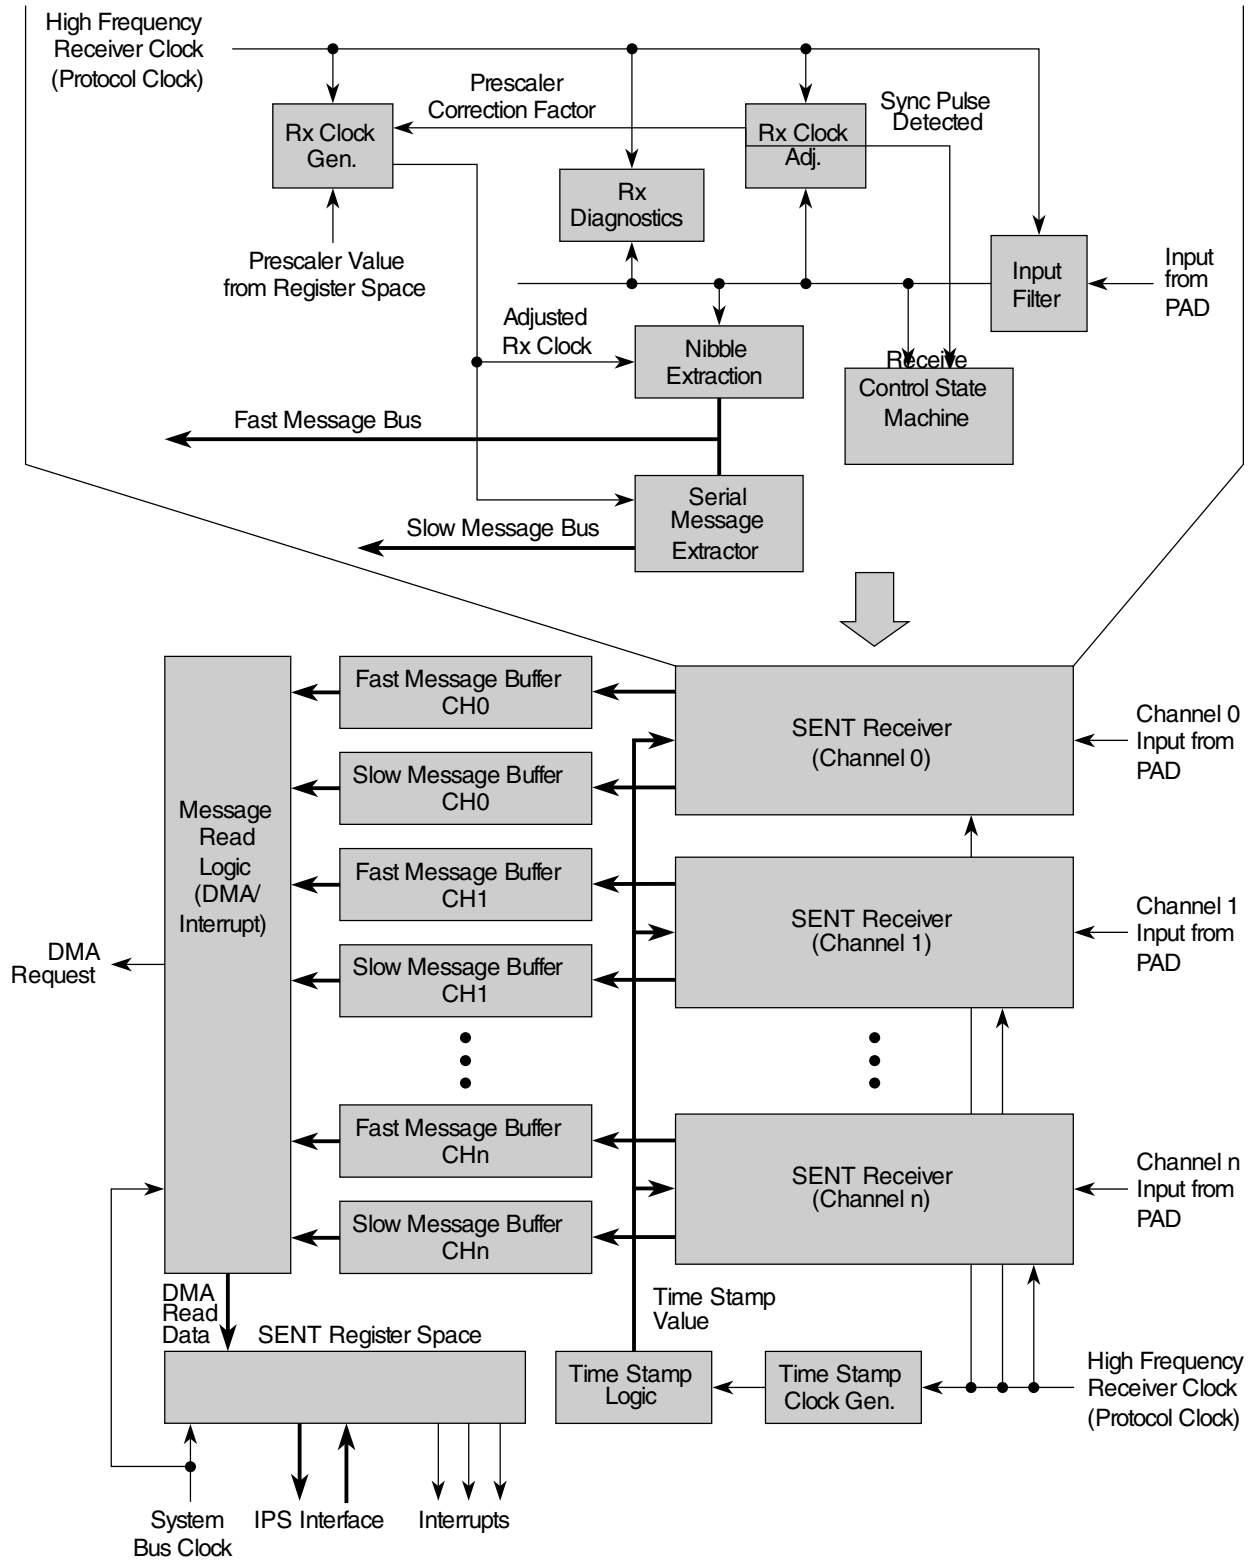 High Frequency
Receiver Clock
(Protocol Clock)
Prescaler
Correction Factor
Sync Pulse
Detected
Rx Clock
Gen.
Rx Clock
Adj.
Rx
Diagnostics
Prescaler Value
from Register Space
Input
Filter
Input
from
PAD
Adjusted
Rx Clock
Nibble
Extraction
Receive
Control State
Machine
Fast Message Bus
Serial
Message
Extractor
Slow Message Bus
Fast Message Buffer
CH0
SENT Receiver
(Channel 0)
Channel 0
Input from
PAD
Slow Message Buffer
CH0
Message
Read
Logic
(DMA/
Interrupt)
Fast Message Buffer
CH1
SENT Receiver
(Channel 1)
Channel 1
Input from
PAD
DMA
Request
Slow Message Buffer
CH1
Fast Message Buffer
CHn
SENT Receiver
(Channel n)
Channel n
Input from
PAD
Slow Message Buffer
CHn
DMA
Read
Data
SENT Register Space
Time Stamp
Value
Time Stamp
Logic
Time Stamp
Clock Gen.
High Frequency
Receiver Clock
(Protocol Clock)
System
Bus Clock
IPS Interface
Interrupts